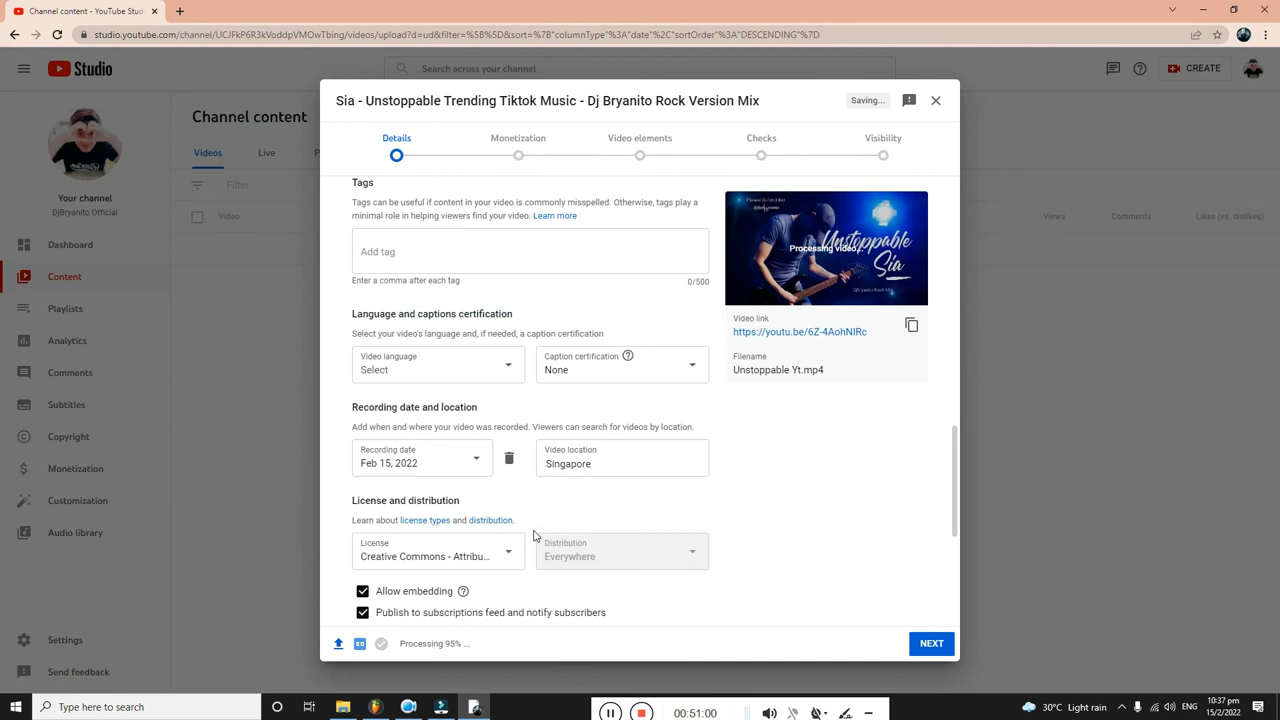 Channel content - YouTube Studio
studio.youtube.com/channel/UCJFkP6R3kVoddpVMOwTbing/videos/upload?d=ud&filter=%5B%5D&sort=%7B"columnType"%3A"date"%2C"sortOrder"%3A"DESCENDING"%7D
Studio
Search across your channel
CREATE
Channel content
Videos
Live
Filter
Video
Views
Comments
Likes (vs. dislikes)
Your channel
DjBryanito Official
Dashboard
Content
Playlists
Analytics
Comments
Subtitles
Copyright
Monetization
Customization
Audio library
Settings
Send feedback
Sia - Unstoppable Trending Tiktok Music - Dj Bryanito Rock Version Mix
Saving...
Details
Monetization
Video elements
Checks
Visibility
Tags
Tags can be useful if content in your video is commonly misspelled. Otherwise, tags play a
minimal role in helping viewers find your video. Learn more
Add tag
Enter a comma after each tag
0/500
Language and captions certification
Select your video's language and, if needed, a caption certification
Video language
Select
Caption certification
None
Recording date and location
Add when and where your video was recorded. Viewers can search for videos by location.
Recording date
Feb 15, 2022
Video location
Singapore
License and distribution
Learn about license types and distribution.
License
Creative Commons - Attribu...
Distribution
Everywhere
Allow embedding
Publish to subscriptions feed and notify subscribers
Processing video...
Unstoppable
Sia
Video link
https://youtu.be/6Z-4AohNIRc
Filename
Unstoppable Yt.mp4
Processing 95% ...
NEXT
Type here to search
00:51:00
30°C Light rain
ENG
10:37 pm
15/2/2022